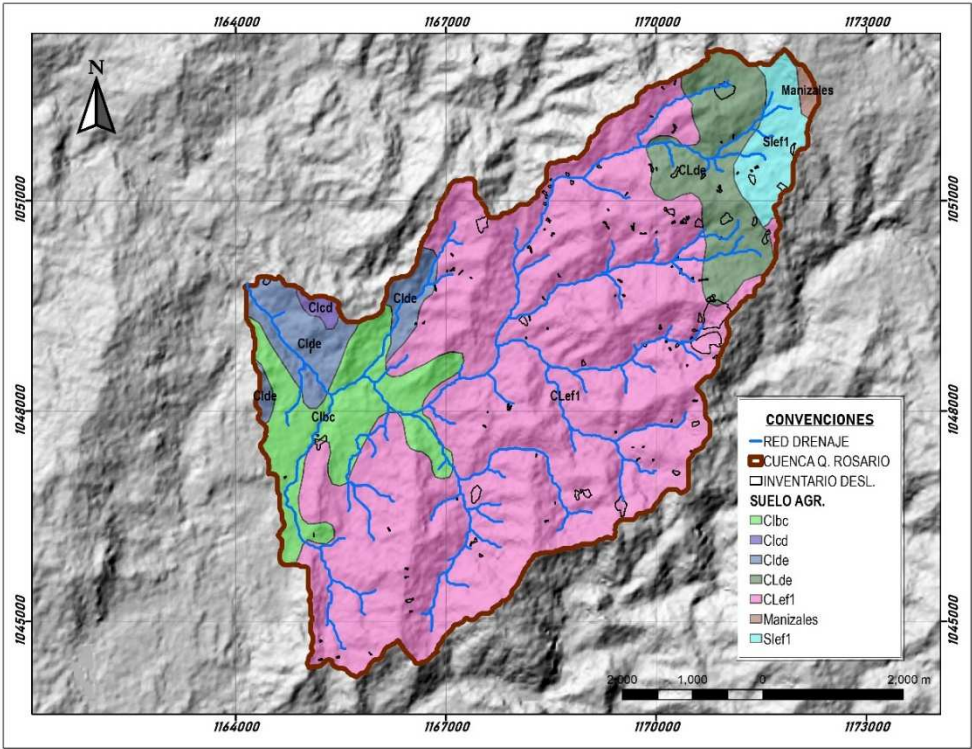 1164000 1167000 1170000 1173000
N
Manizales
Slef1
CLde
1051000 1051000
Clde
Clcd
Clde
Clde
CLef1
1048000 1048000
Clbc
CONVENCIONES
RED DRENAJE
CUENCA Q. ROSARIO
INVENTARIO DESL.
SUELO AGR.
Clbc
Clcd
Clde
CLde
CLef1
Manizales
Slef1
1045000 1045000
2,000 1,000 0 2,000 m
1164000 1167000 1170000 1173000